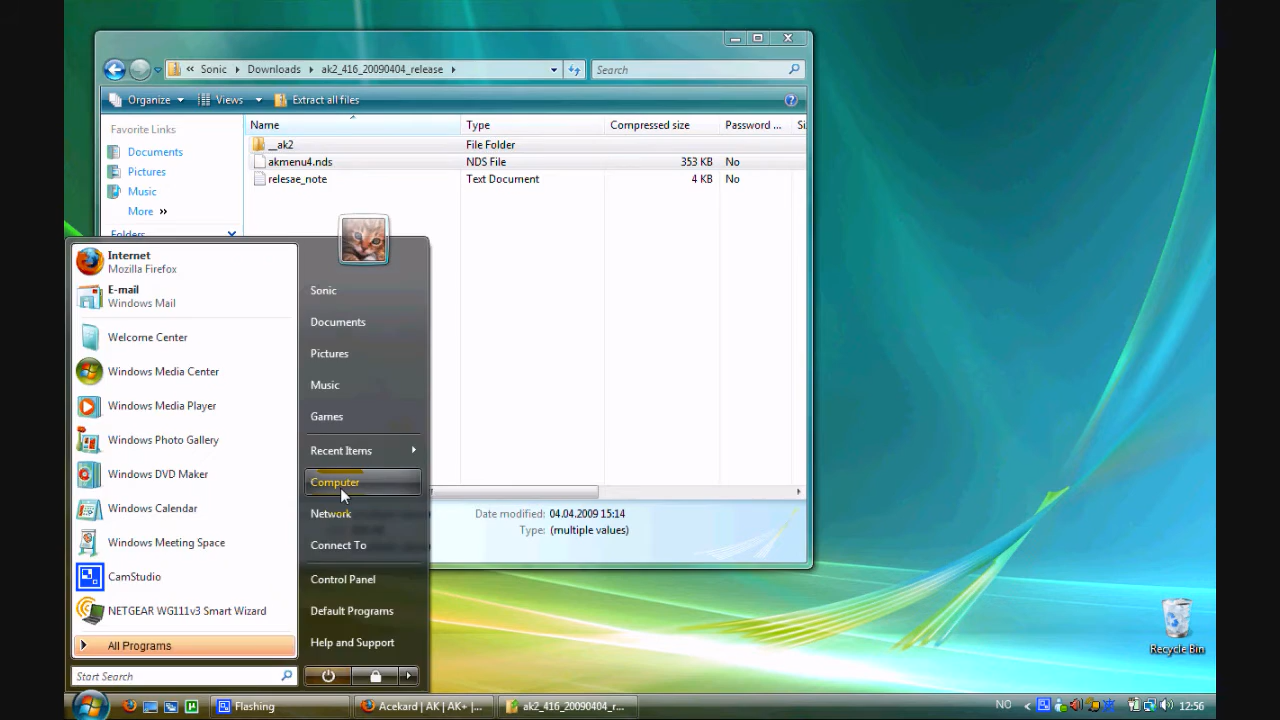 « Sonic Downloads ak2_416_20090404_release Search
Organize Views Extract all files
Name Type Compressed size Password ... Si
__ak2 File Folder
akmenu4.nds NDS File 353 KB No
relesae_note Text Document 4 KB No
Favorite Links
Documents
Pictures
Music
More »
Folders
Date modified: 04.04.2009 15:14
Type: (multiple values)
Internet
Mozilla Firefox
E-mail
Windows Mail
Welcome Center
Windows Media Center
Windows Media Player
Windows Photo Gallery
Windows DVD Maker
Windows Calendar
Windows Meeting Space
CamStudio
NETGEAR WG111v3 Smart Wizard
All Programs
Start Search
Sonic
Documents
Pictures
Music
Games
Recent Items
Computer
Network
Connect To
Control Panel
Default Programs
Help and Support
Recycle Bin
Flashing Acekard | AK | AK+ |... ak2_416_20090404_r... NO 12:56